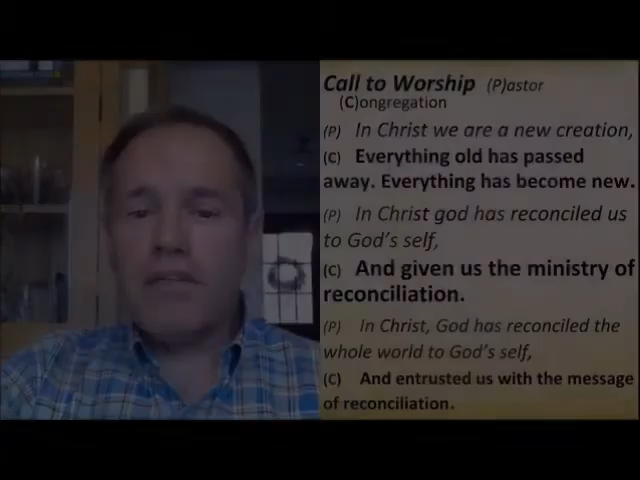 Call to Worship (P)astor
(C)ongregation
(P) In Christ we are a new creation,
(C) Everything old has passed
away. Everything has become new.
(P) In Christ god has reconciled us
to God's self,
(C) And given us the ministry of
reconciliation.
(P) In Christ, God has reconciled the
whole world to God's self,
(C) And entrusted us with the message
of reconciliation.